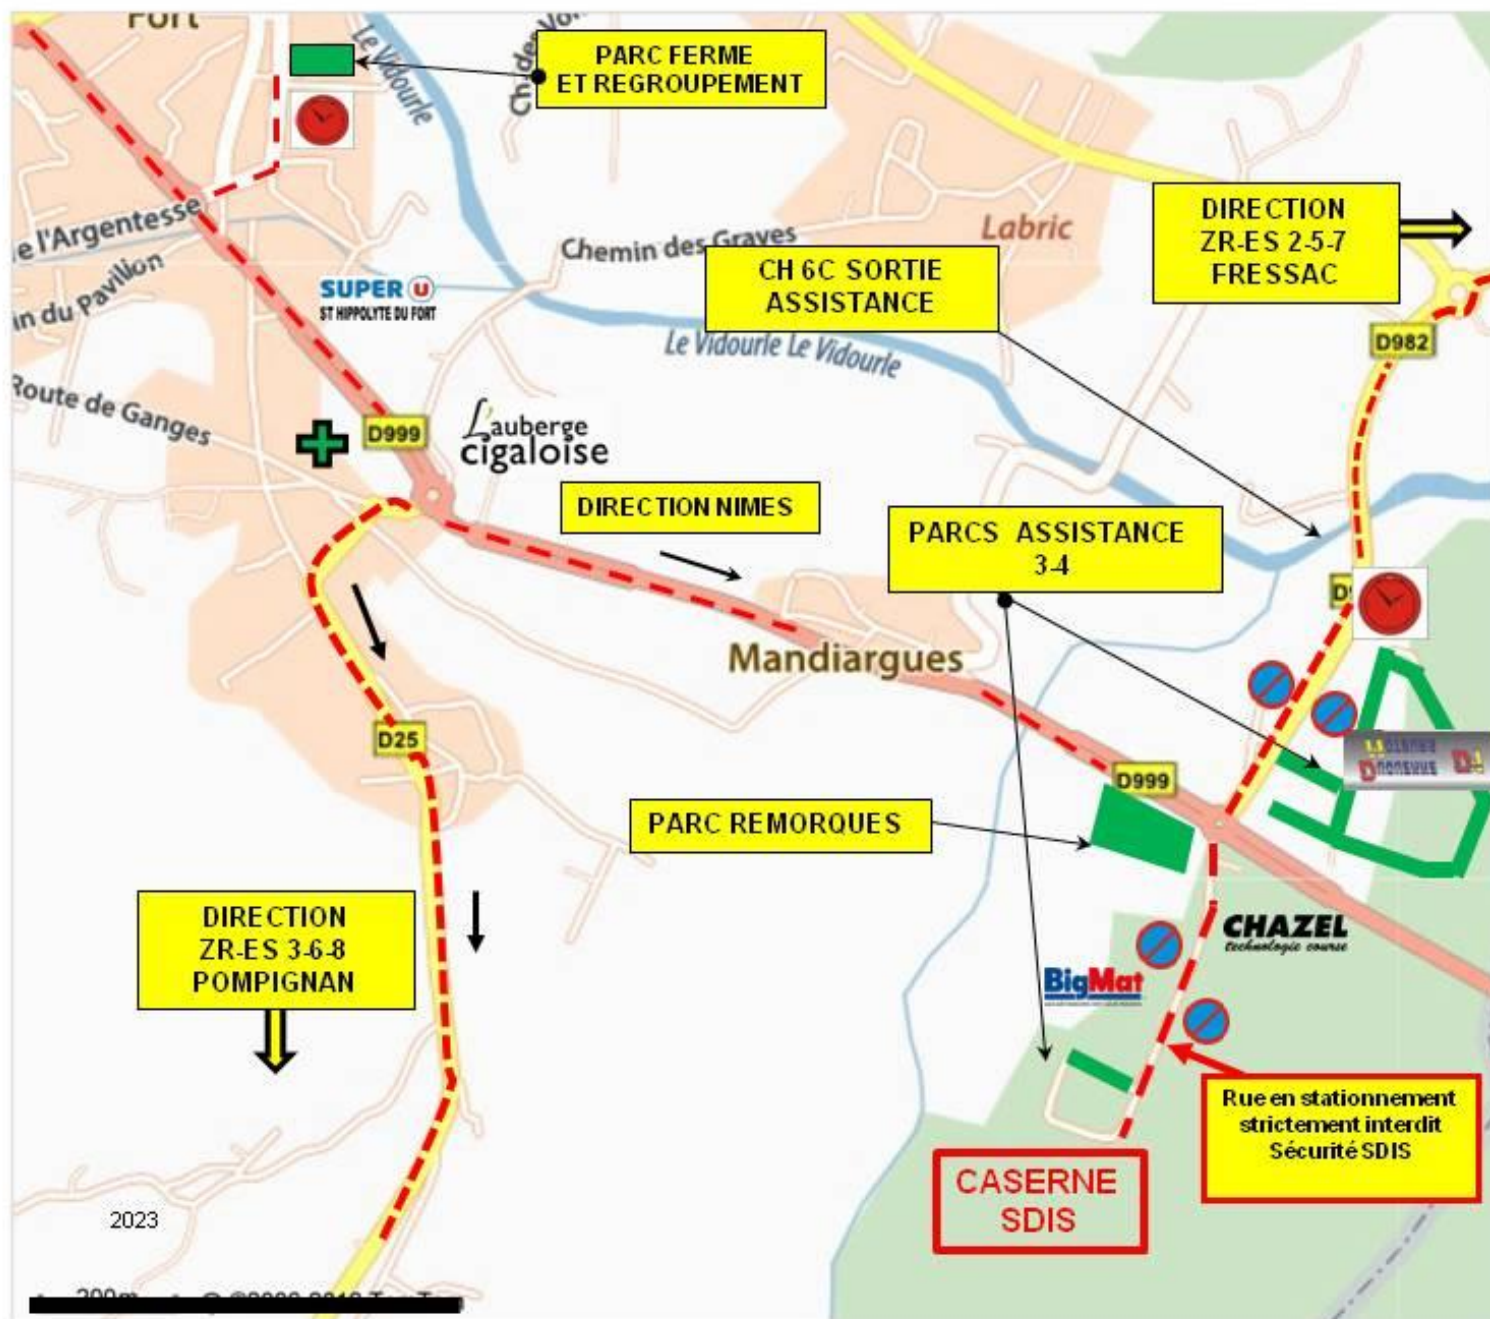 Fort
Le Vidourle
PARC FERME
ET REGROUPEMENT
DIRECTION
ZR-ES 2-5-7
FRESSAC
Labric
Chemin des Graves
CH 6C SORTIE
ASSISTANCE
e l'Argentesse
in du Pavillon
SUPER U
ST HIPPOLYTE DU FORT
Le Vidourle Le Vidourle
D982
Route de Ganges
D999
L'auberge
cigaloise
DIRECTION NIMES
PARCS ASSISTANCE
3-4
Mandiargues
D25
D999
PARC REMORQUES
DIRECTION
ZR-ES 3-6-8
POMPIGNAN
CHAZEL
technologie course
BigMat
Rue en stationnement
strictement interdit
Sécurité SDIS
CASERNE
SDIS
2023